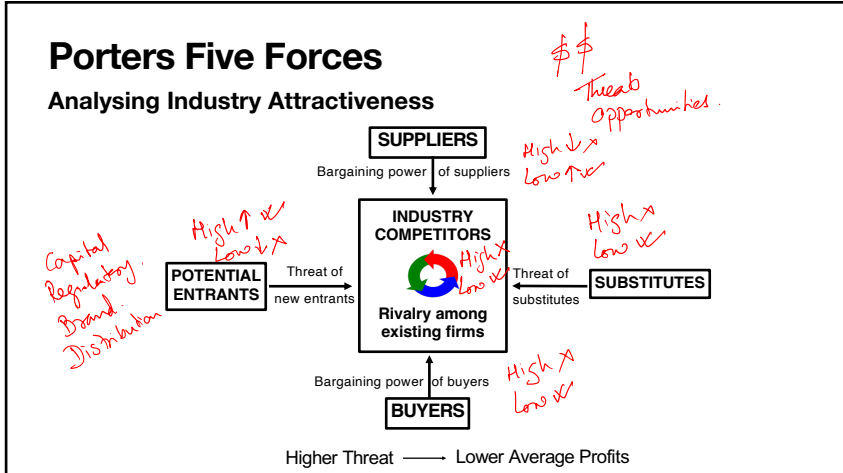 Porters Five Forces
Analysing Industry Attractiveness
$ $
Threats
Opportunities.
SUPPLIERS
Bargaining power of suppliers
High ↓ ×
Low ↑ ✓
High ↑ ✓
Low ↓ ×
Capital
Regulatory.
Brand.
Distribution
POTENTIAL
ENTRANTS
Threat of
new entrants
INDUSTRY
COMPETITORS
High ×
Low ✓
Rivalry among
existing firms
Threat of
substitutes
High ×
Low ✓
SUBSTITUTES
Bargaining power of buyers
High ×
Low ✓
BUYERS
Higher Threat → Lower Average Profits